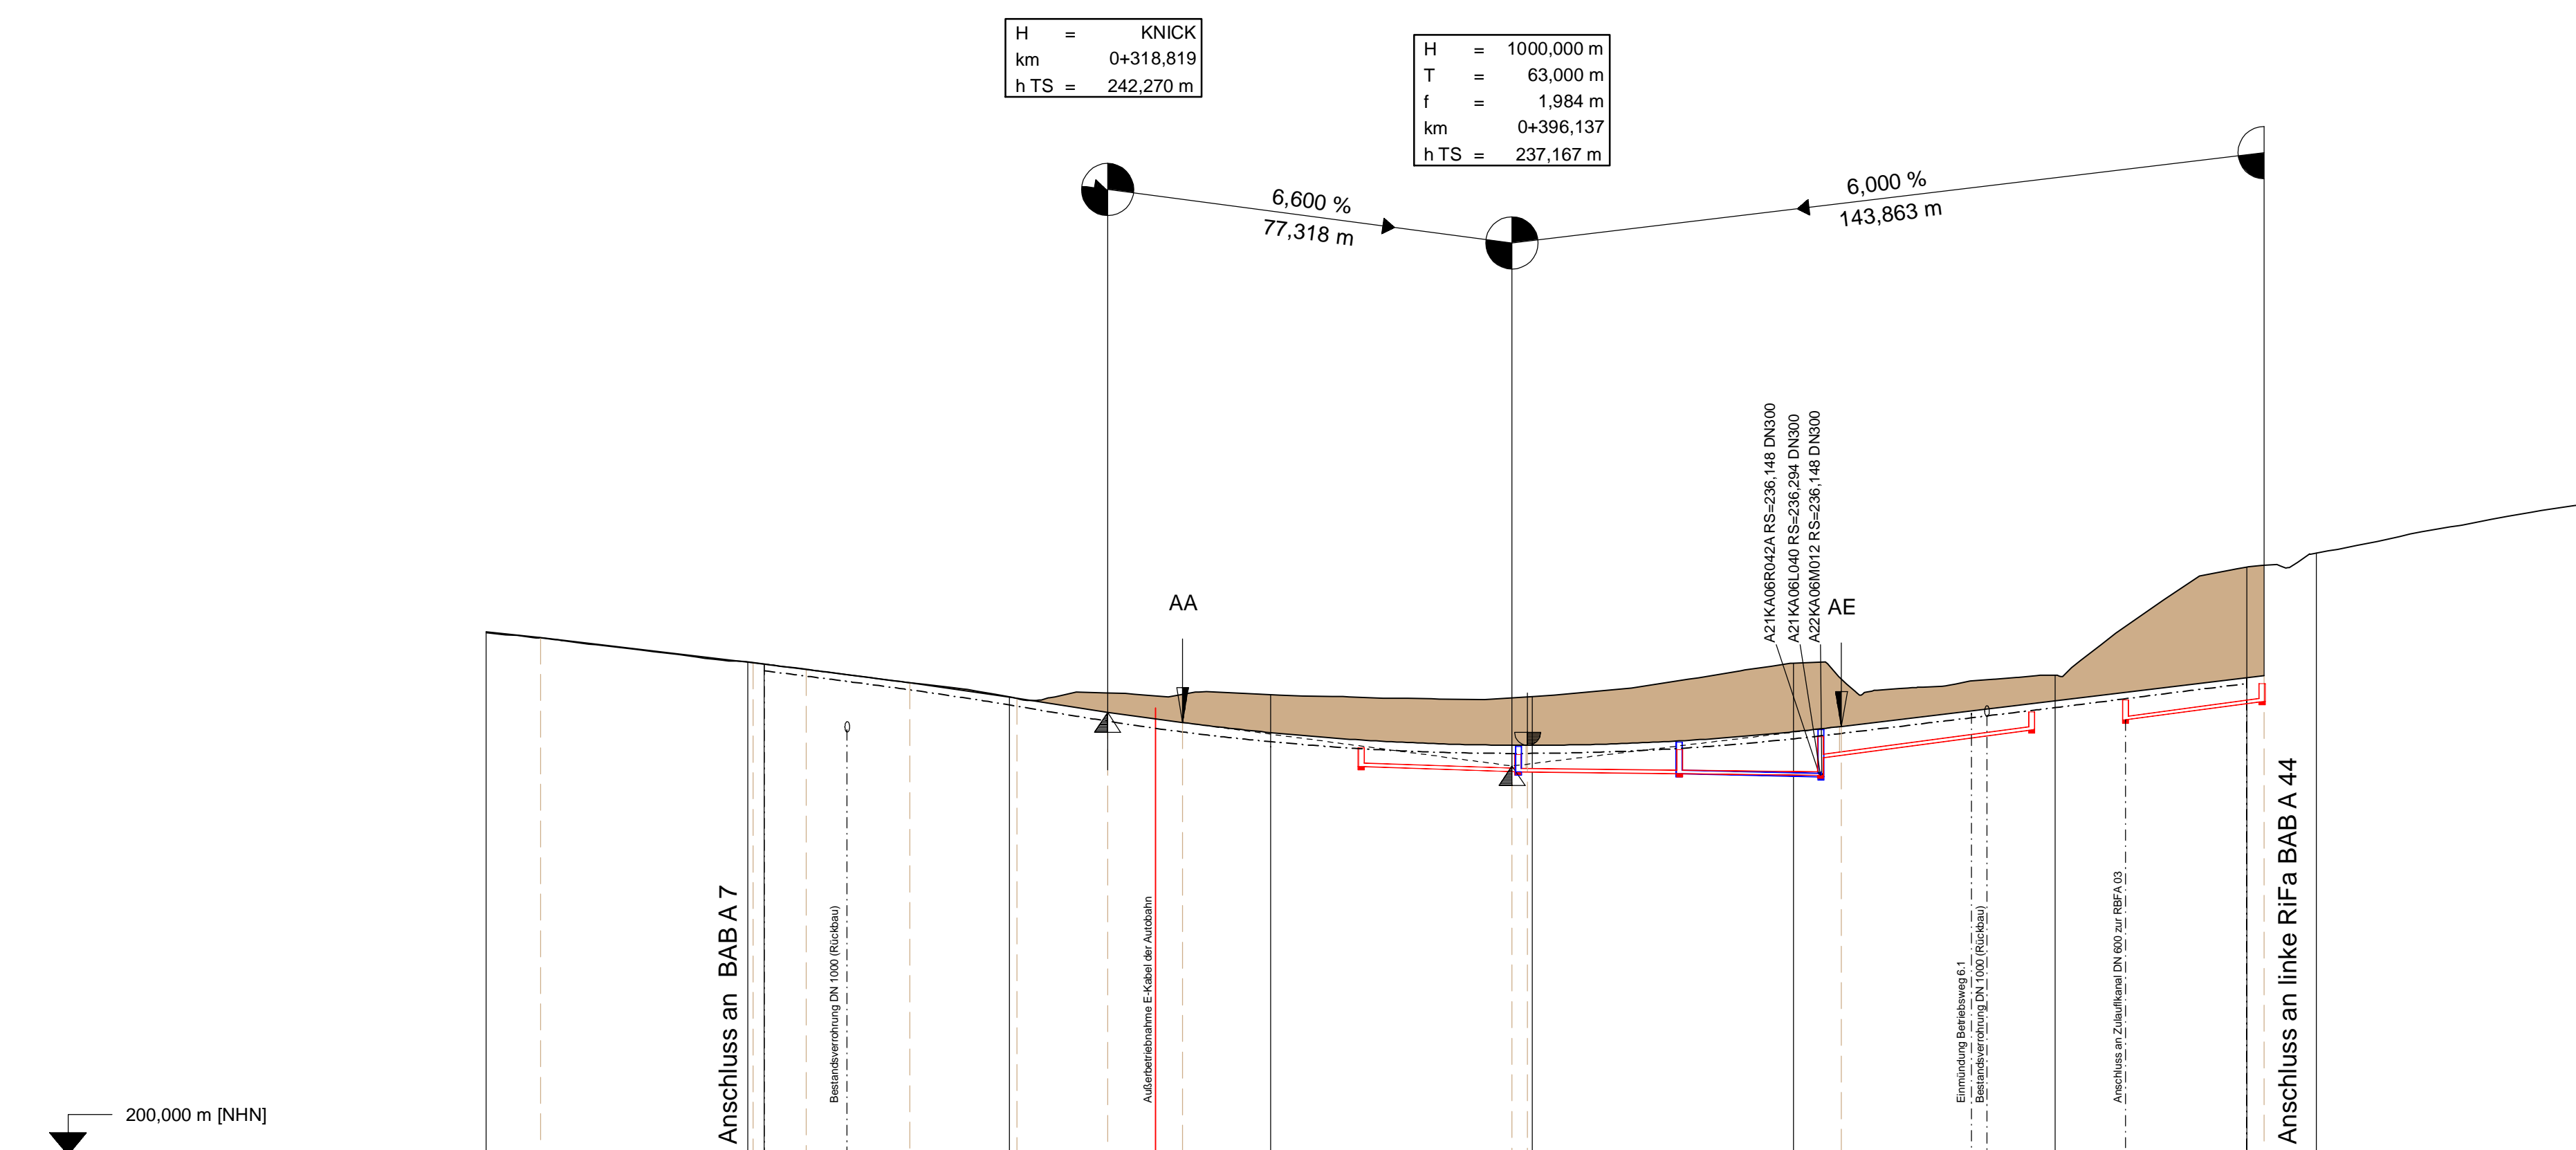 H = KNICK
km 0+318,819
h TS = 242,270 m
H = 1000,000 m
T = 63,000 m
f = 1,984 m
km 0+396,137
h TS = 237,167 m
6,600 %
77,318 m
6,000 %
143,863 m
A21KA06R042A RS=236,148 DN300
A21KA06L040 RS=236,294 DN300
A22KA06M012 RS=236,148 DN300
AA
AE
Anschluss an BAB A 7
Bestandsverrohrung DN 1000 (Rückbau)
Außerbetriebnahme E-Kabel der Autobahn
Einmündung Betriebsweg 6.1
Bestandsverrohrung DN 1000 (Rückbau)
Anschluss an Zulaufkanal DN 600 zur RBFA 03
Anschluss an linke RiFa BAB A 44
200,000 m [NHN]